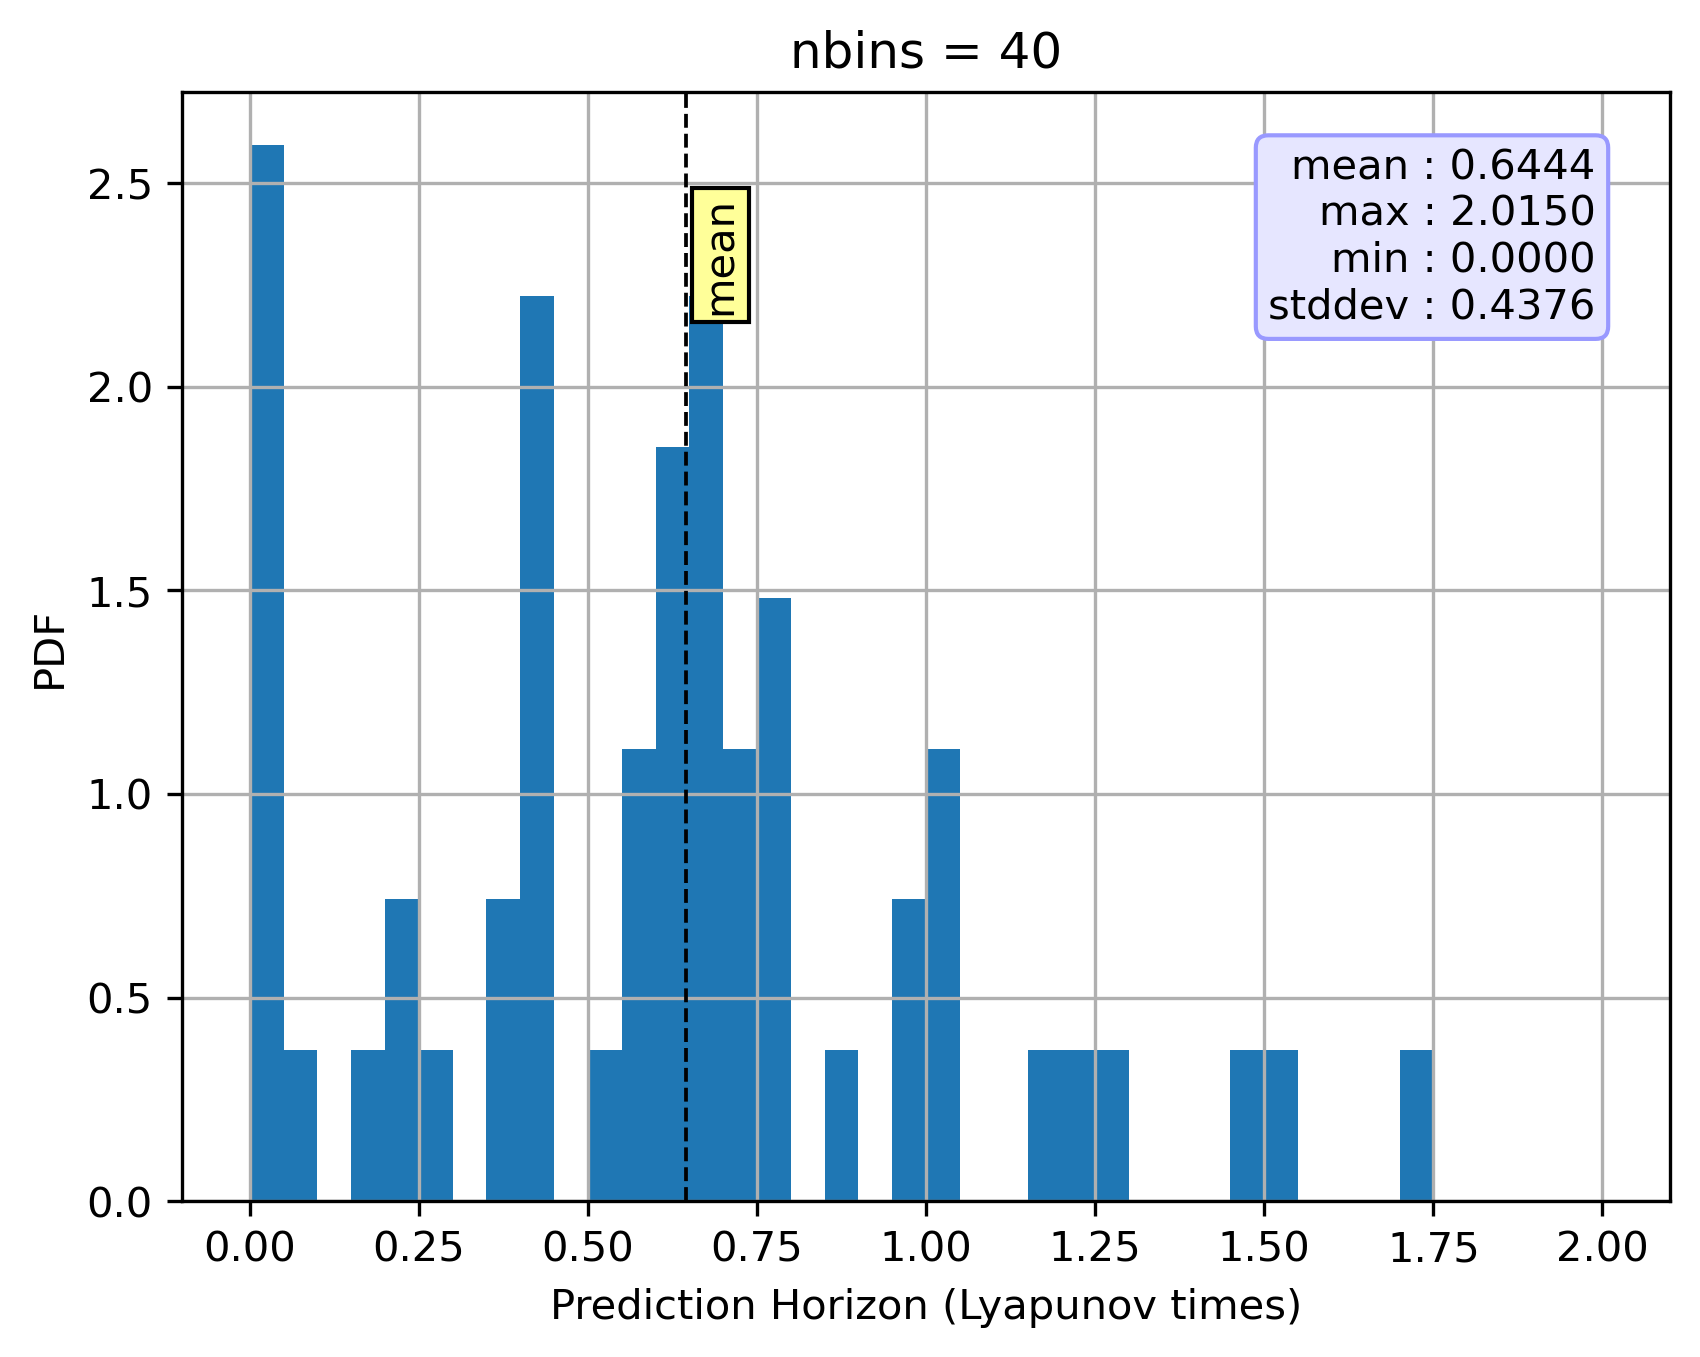 nbins = 40
mean : 0.6444
max : 2.0150
min : 0.0000
stddev : 0.4376
mean
PDF
2.5
2.0
1.5
1.0
0.5
0.0
0.00 0.25 0.50 0.75 1.00 1.25 1.50 1.75 2.00
Prediction Horizon (Lyapunov times)